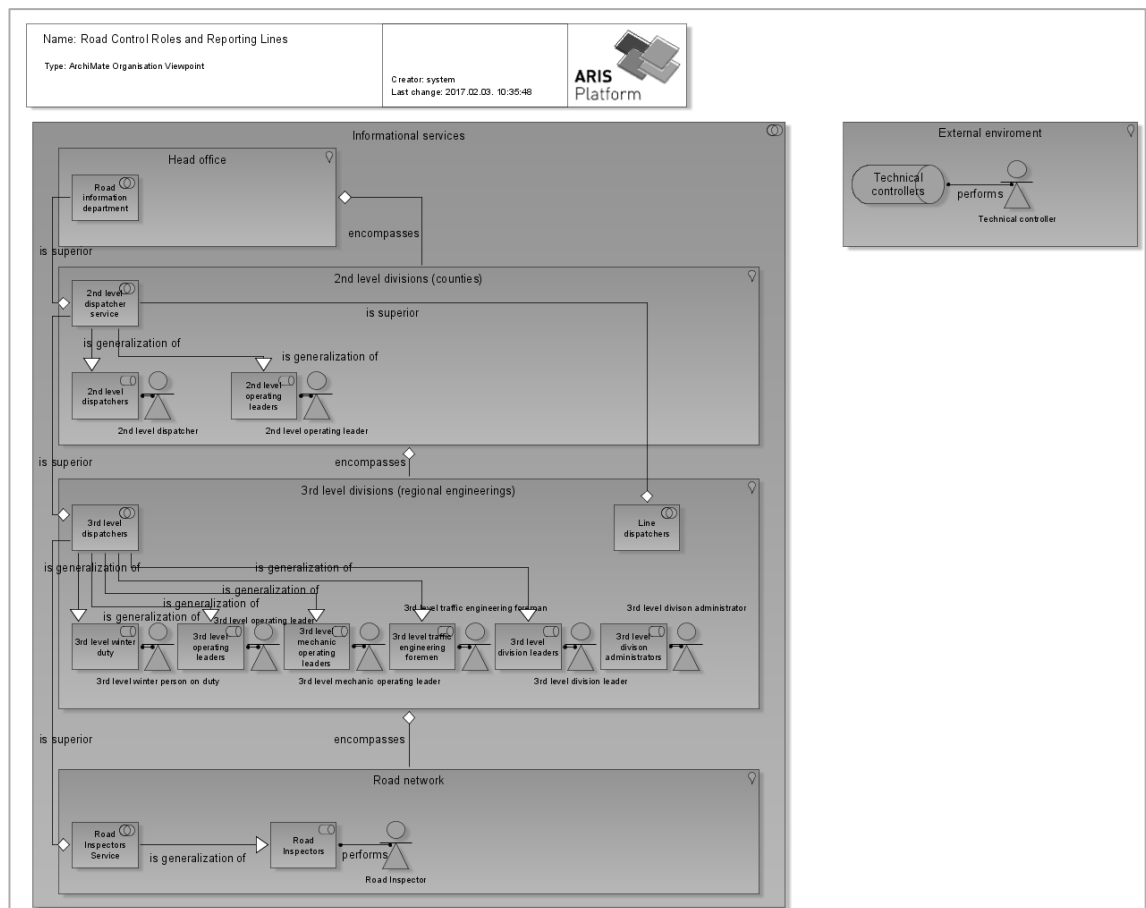 Name: Road Control Roles and Reporting Lines
Type: ArchiMate Organisation Viewpoint
Creator: system
Last change: 2017.02.03. 10:35:48
ARIS
Platform
Informational services
Head office
Road
information
department
is superior
encompasses
2nd level divisions (counties)
2nd level
dispatcher
service
is superior
is generalization of
is generalization of
2nd level
dispatchers
2nd level
operating
leaders
2nd level dispatcher
2nd level operating leader
is superior
encompasses
3rd level divisions (regional engineerings)
3rd level
dispatchers
Line
dispatchers
is generalization of
is generalization of
is generalization of
is generalization of
is generalization of
3rd level operating leader
3rd level traffic engineering foreman
3rd level divison administrator
3rd level winter
duty
3rd level
operating
leaders
3rd level
mechanic
operating
leaders
3rd level traffic
engineering
foremen
3rd level
division leaders
3rd level
divison
administrators
3rd level winter person on duty
3rd level mechanic operating leader
3rd level division leader
is superior
encompasses
Road network
Road
Inspectors
Service
is generalization of
Road
Inspectors
performs
Road Inspector
External enviroment
Technical
controllers
performs
Technical controller